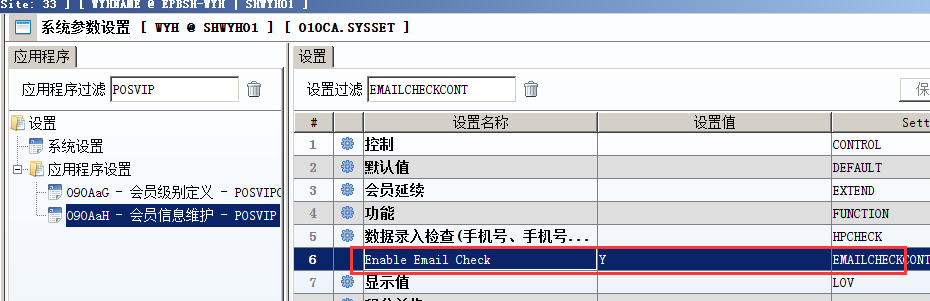 Site: 33 ] [ WYHNAME @ EPBSH-WYH | SHWYH01 ]
系统参数设置 [ WYH @ SHWYH01 ] [ 010CA.SYSSET ]
应用程序
设置
应用程序过滤 POSVIP
设置过滤 EMAILCHECKCONT
保
# 设置名称 设置值 Sett
设置
系统设置
应用程序设置
090AaG - 会员级别定义 - POSVIPC
090AaH - 会员信息维护 - POSVIP
1 控制 CONTROL
2 默认值 DEFAULT
3 会员延续 EXTEND
4 功能 FUNCTION
5 数据录入检查(手机号、手机号... HPCHECK
6 Enable Email Check Y EMAILCHECKCONT
7 显示值 LOV